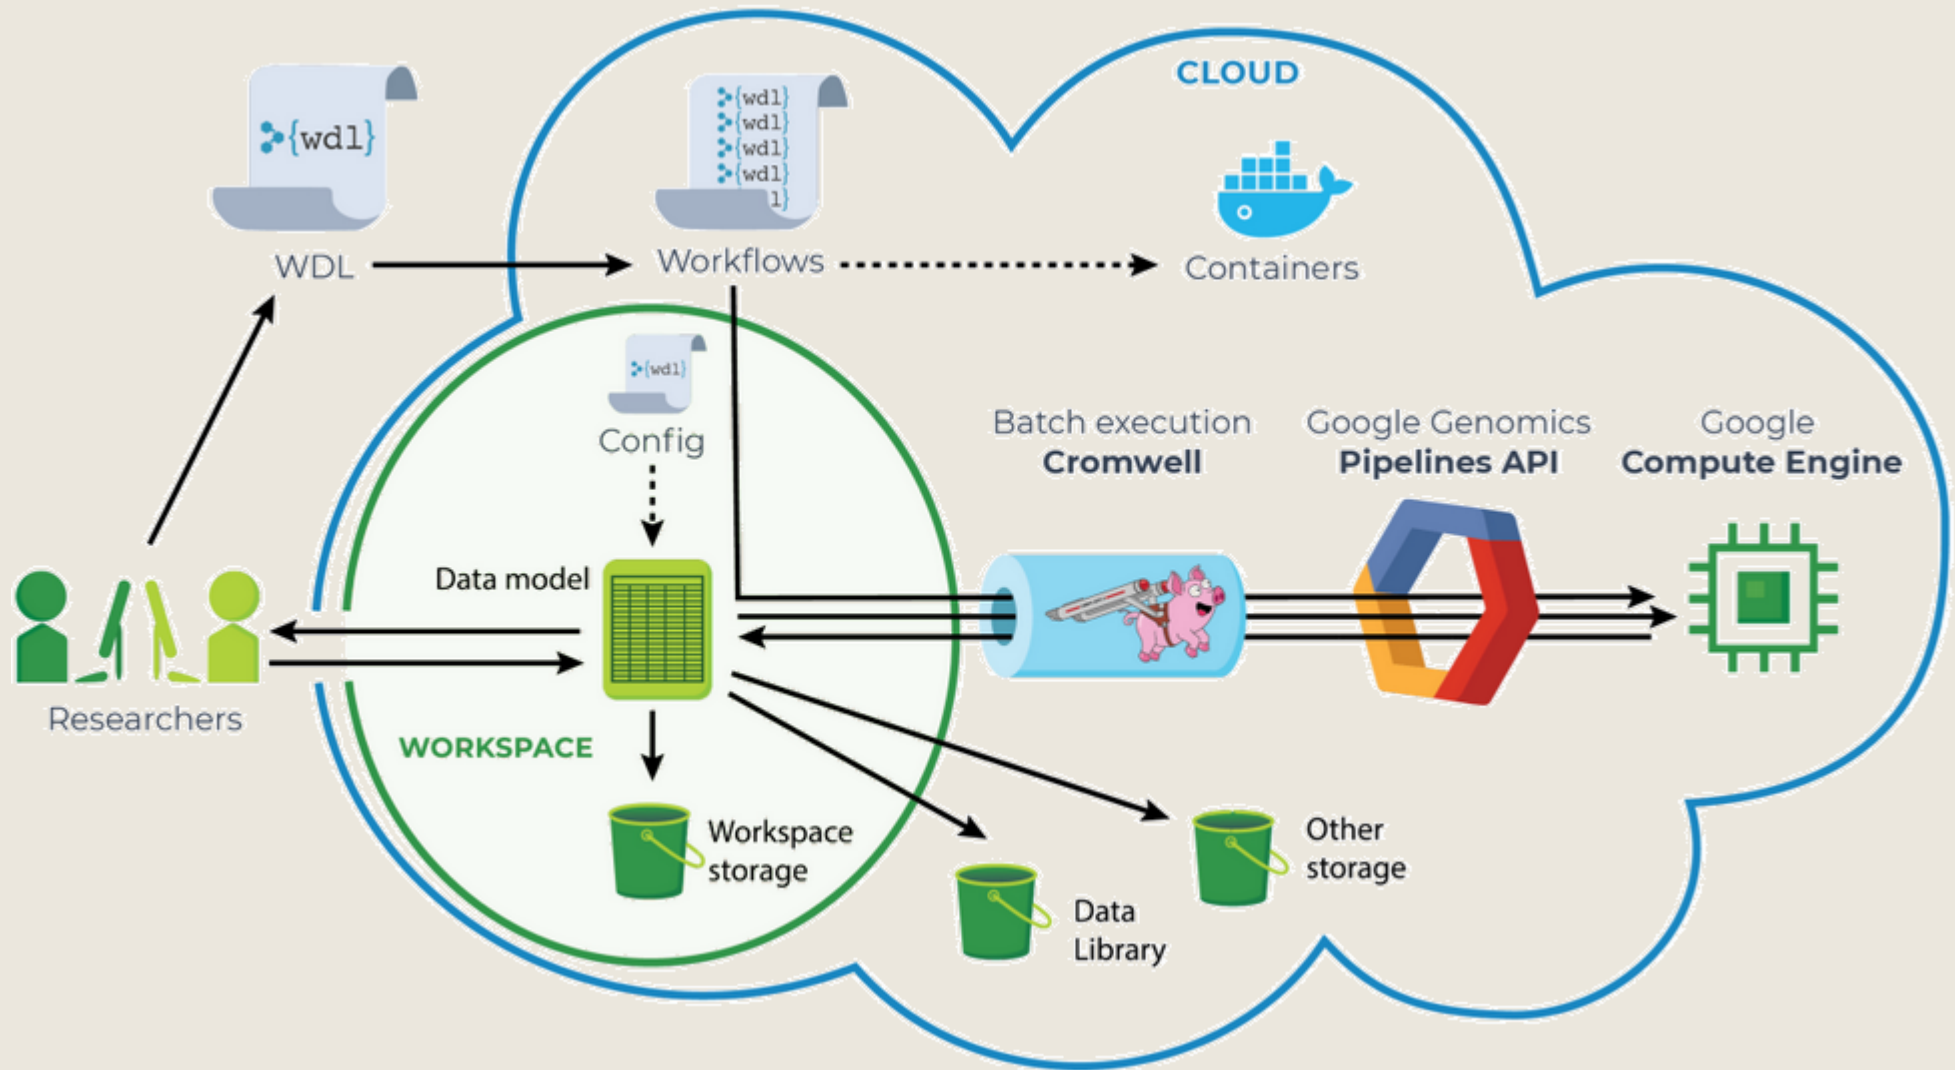 CLOUD
{wdl}
{wdl}
{wdl}
{wdl}
{wdl}
l}
WDL
Workflows
Containers
{wdl}
Config
Batch execution
Cromwell
Google Genomics
Pipelines API
Google
Compute Engine
Data model
Researchers
WORKSPACE
Workspace
storage
Other
storage
Data
Library